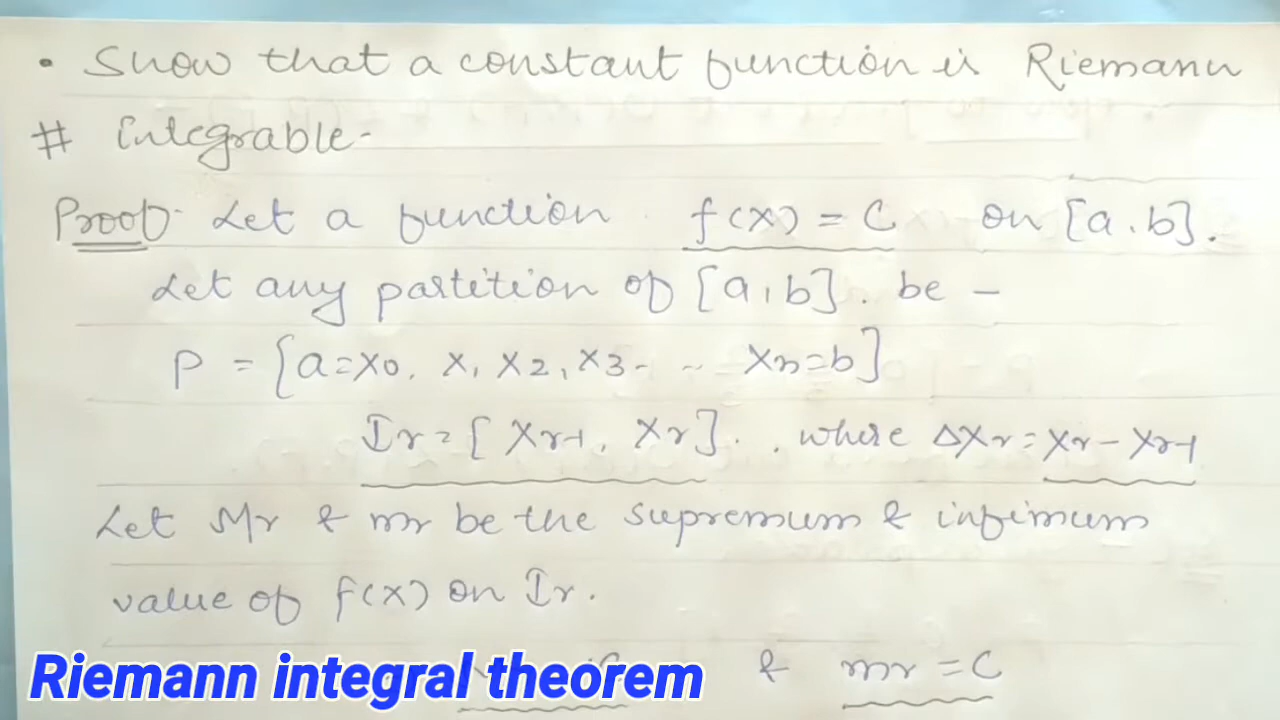 • Show that a constant function is Riemann
# integrable-
Proof- Let a function f(x) = C on [a,b].
Let any partition of [a,b]. be -
P = [a=x0, x1 x2, x3- -- xn=b]
Ir = [xr-1, xr]. , where Δxr = xr - xr-1
Let Mr & mr be the supremum & infimum
value of f(x) on Ir.
& mr = C
Riemann integral theorem